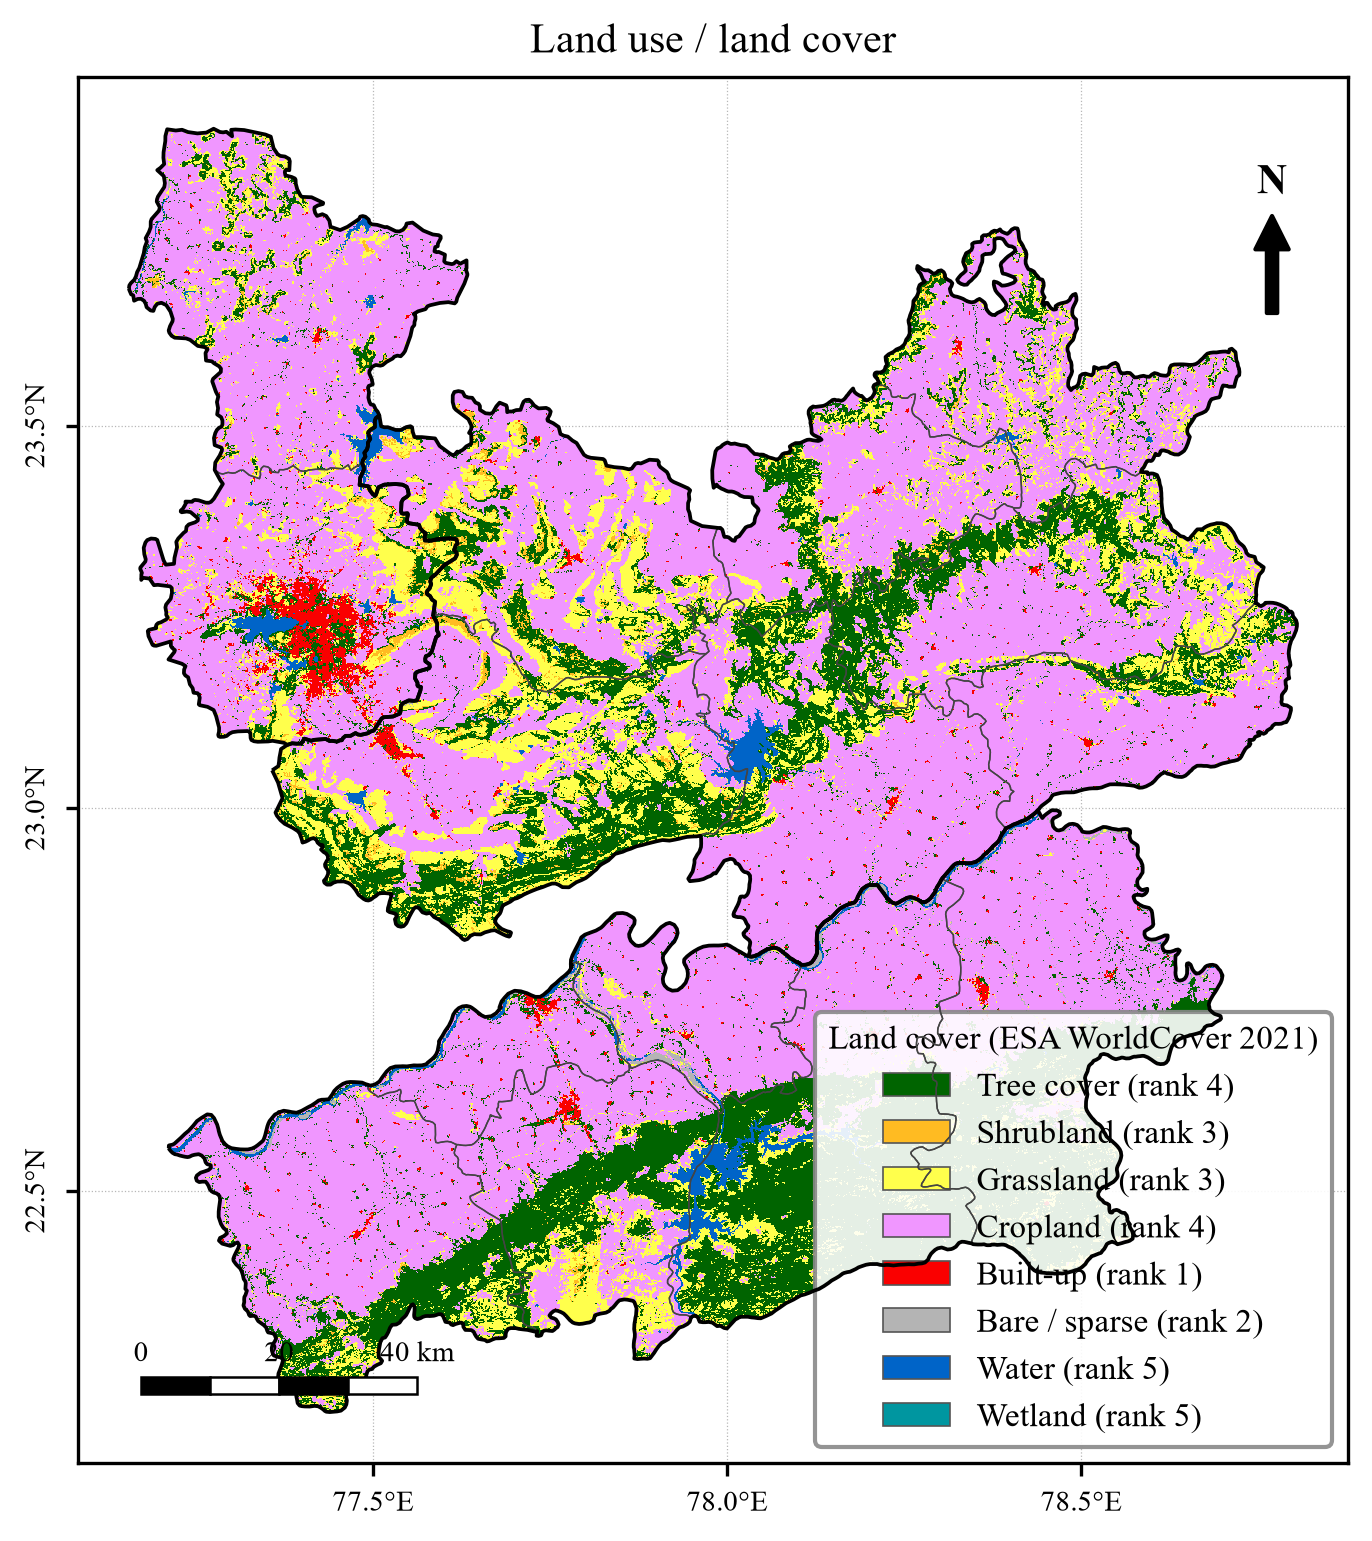 Land use / land cover
N
23.5°N
23.0°N
22.5°N
Land cover (ESA WorldCover 2021)
Tree cover (rank 4)
Shrubland (rank 3)
Grassland (rank 3)
Cropland (rank 4)
Built-up (rank 1)
Bare / sparse (rank 2)
Water (rank 5)
Wetland (rank 5)
0 20 40 km
77.5°E 78.0°E 78.5°E